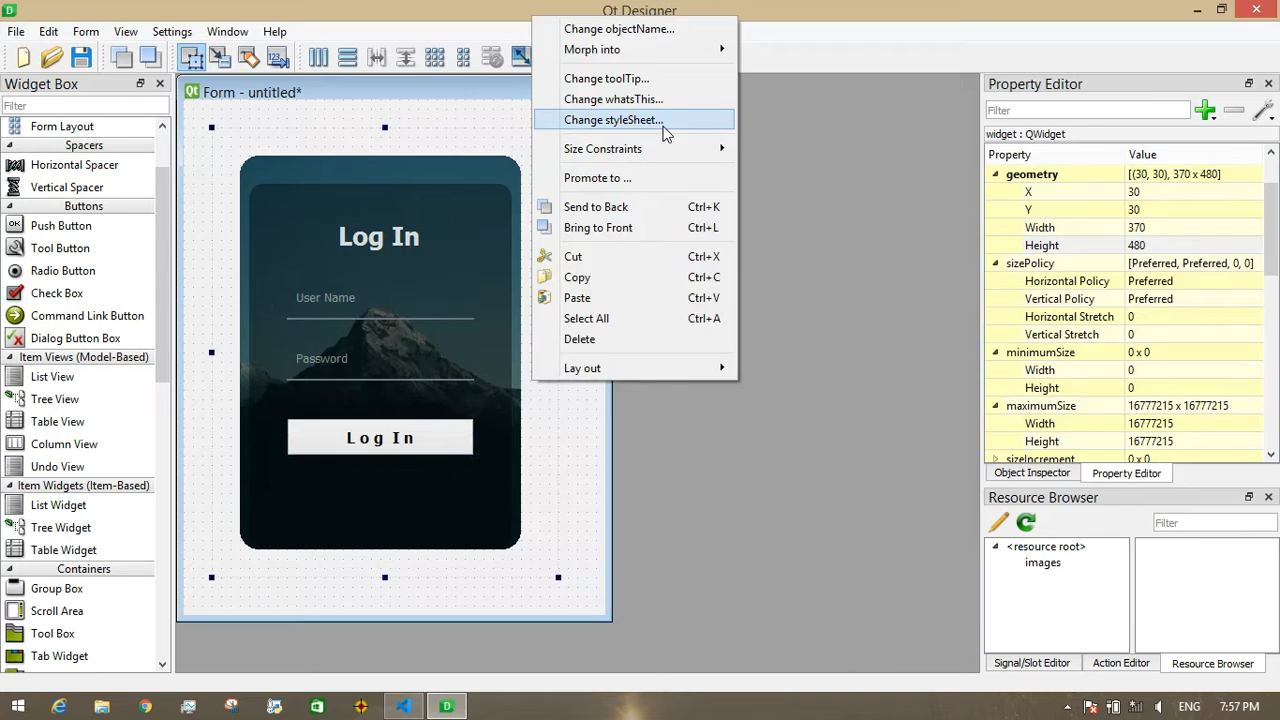 Qt Designer
File Edit Form View Settings Window Help
Widget Box
Filter
Form Layout
Spacers
Horizontal Spacer
Vertical Spacer
Buttons
Push Button
Tool Button
Radio Button
Check Box
Command Link Button
Dialog Button Box
Item Views (Model-Based)
List View
Tree View
Table View
Column View
Undo View
Item Widgets (Item-Based)
List Widget
Tree Widget
Table Widget
Containers
Group Box
Scroll Area
Tool Box
Tab Widget
Qt Form - untitled*
Log In
User Name
Password
Log In
Change objectName...
Morph into
Change toolTip...
Change whatsThis...
Change styleSheet...
Size Constraints
Promote to ...
Send to Back Ctrl+K
Bring to Front Ctrl+L
Cut Ctrl+X
Copy Ctrl+C
Paste Ctrl+V
Select All Ctrl+A
Delete
Lay out
Property Editor
Filter
widget : QWidget
Property Value
geometry [(30, 30), 370 x 480]
X 30
Y 30
Width 370
Height 480
sizePolicy [Preferred, Preferred, 0, 0]
Horizontal Policy Preferred
Vertical Policy Preferred
Horizontal Stretch 0
Vertical Stretch 0
minimumSize 0 x 0
Width 0
Height 0
maximumSize 16777215 x 16777215
Width 16777215
Height 16777215
sizeIncrement 0 x 0
Object Inspector Property Editor
Resource Browser
Filter
<resource root>
images
Signal/Slot Editor Action Editor Resource Browser
ENG 7:57 PM